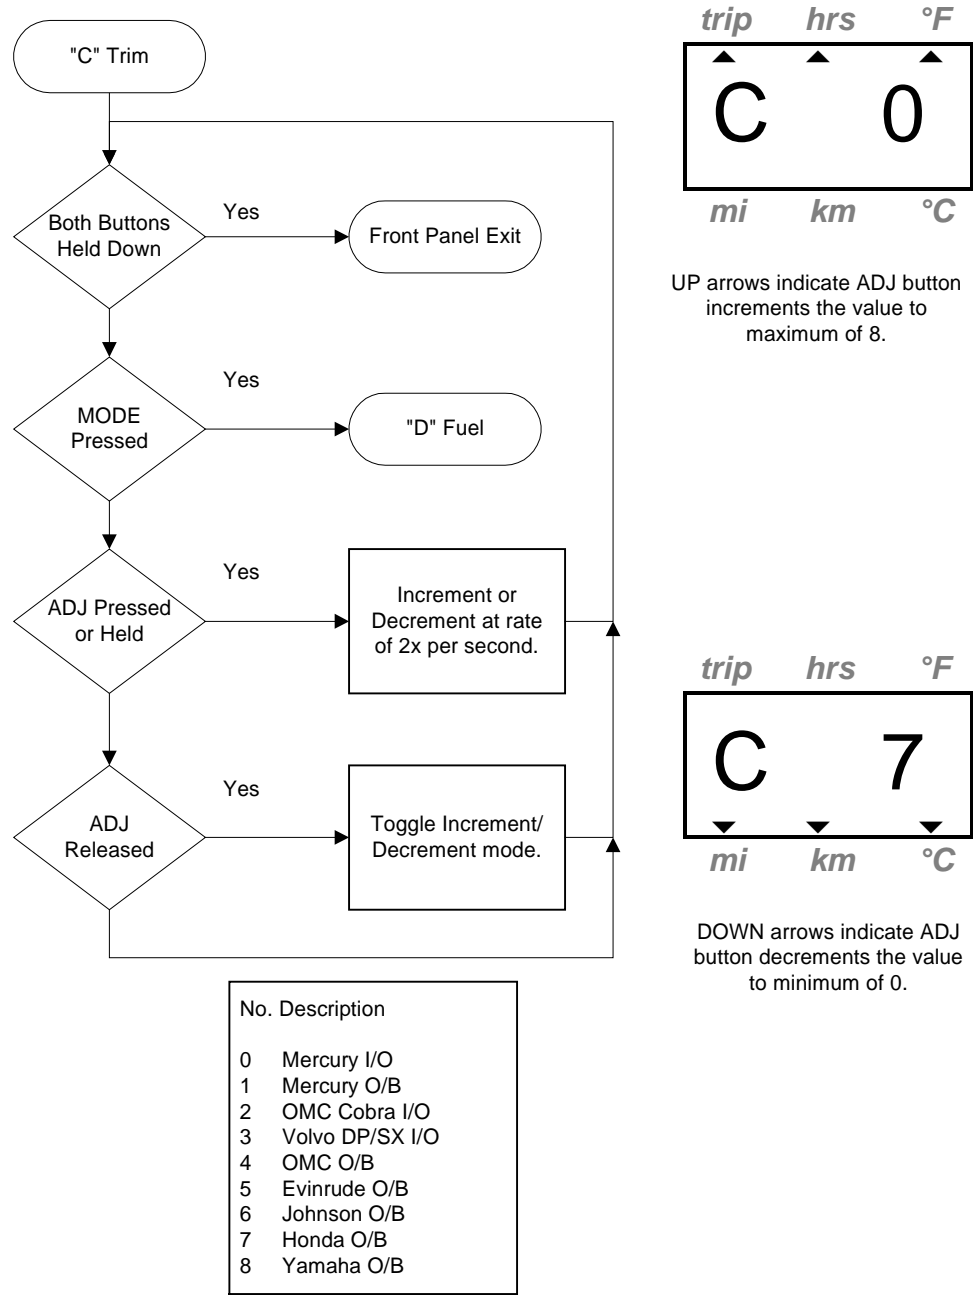 "C" Trim
Both Buttons
Held Down
Yes
Front Panel Exit
MODE
Pressed
Yes
"D" Fuel
ADJ Pressed
or Held
Yes
Increment or
Decrement at rate
of 2x per second.
ADJ
Released
Yes
Toggle Increment/
Decrement mode.
trip hrs °F
C 0
mi km °C
UP arrows indicate ADJ button
increments the value to
maximum of 8.
trip hrs °F
C 7
mi km °C
DOWN arrows indicate ADJ
button decrements the value
to minimum of 0.
No. Description
0 Mercury I/O
1 Mercury O/B
2 OMC Cobra I/O
3 Volvo DP/SX I/O
4 OMC O/B
5 Evinrude O/B
6 Johnson O/B
7 Honda O/B
8 Yamaha O/B